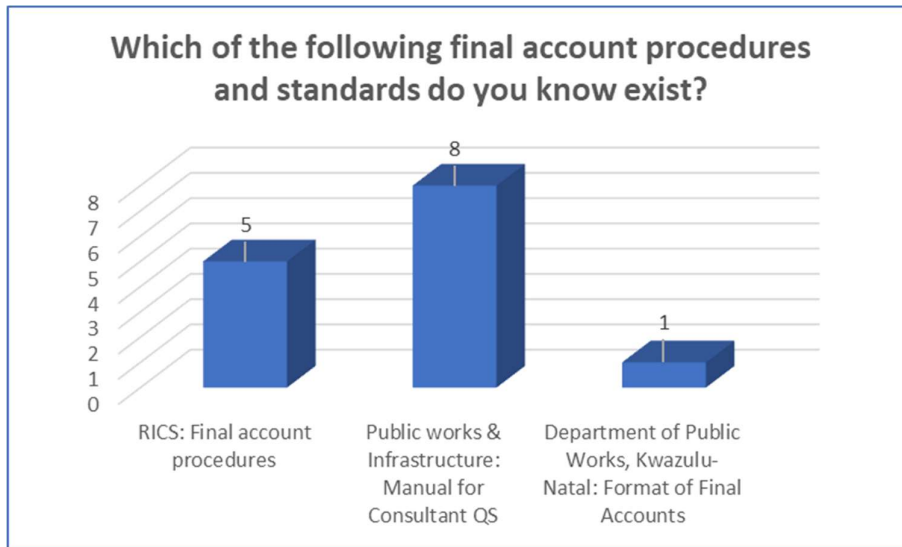 Which of the following final account procedures
and standards do you know exist?
8
7
6
5
4
3
2
1
0
5
8
1
RICS: Final account
procedures
Public works &
Infrastructure:
Manual for
Consultant QS
Department of Public
Works, Kwazulu-
Natal: Format of Final
Accounts